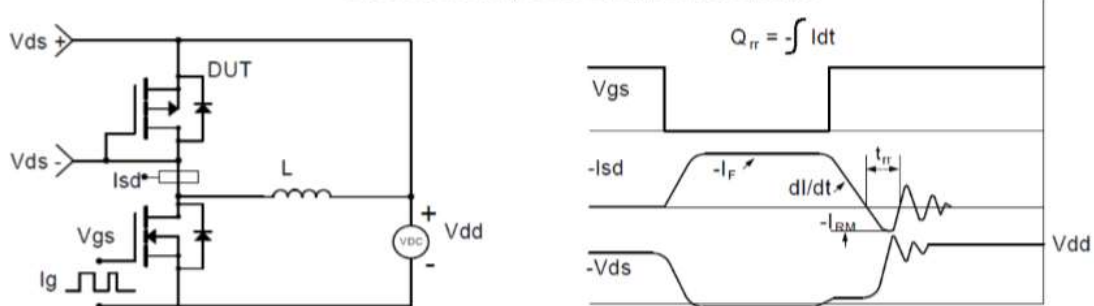 Vds +
DUT
Vds -
Isd
L
Vgs
Ig
+
VDC
-
Vdd
Qrr = -∫ Idt
Vgs
-Isd
-IF
dI/dt
trr
-IRM
Vdd
-Vds